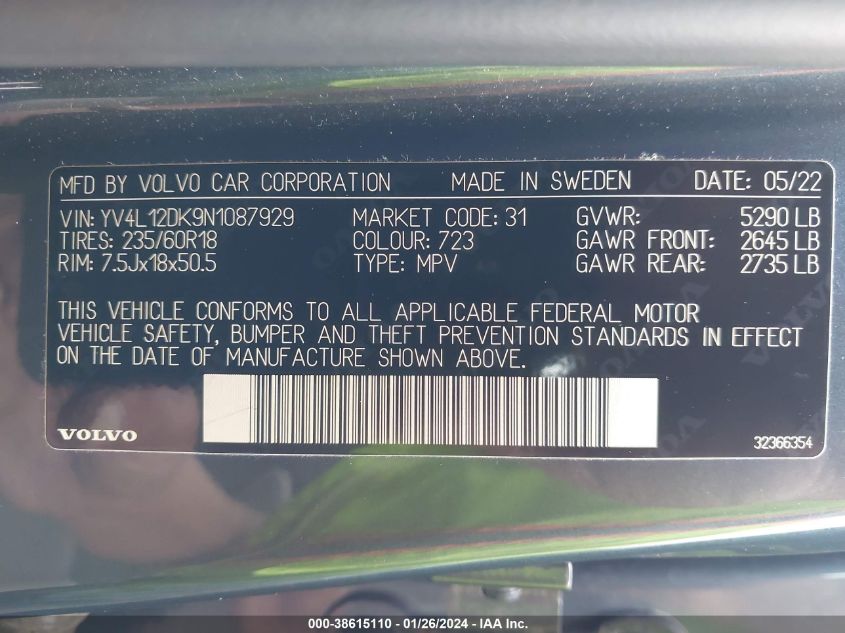 MFD BY VOLVO CAR CORPORATION MADE IN SWEDEN DATE: 05/22
VIN: YV4L12DK9N1087929 MARKET CODE: 31 GVWR: 5290 LB
TIRES: 235/60R18 COLOUR: 723 GAWR FRONT: 2645 LB
RIM: 7.5Jx18x50.5 TYPE: MPV GAWR REAR: 2735 LB
THIS VEHICLE CONFORMS TO ALL APPLICABLE FEDERAL MOTOR
VEHICLE SAFETY, BUMPER AND THEFT PREVENTION STANDARDS IN EFFECT
ON THE DATE OF MANUFACTURE SHOWN ABOVE.
VOLVO 32366354
000-38615110 - 01/26/2024 - IAA Inc.